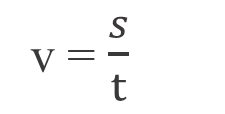 v = s/t